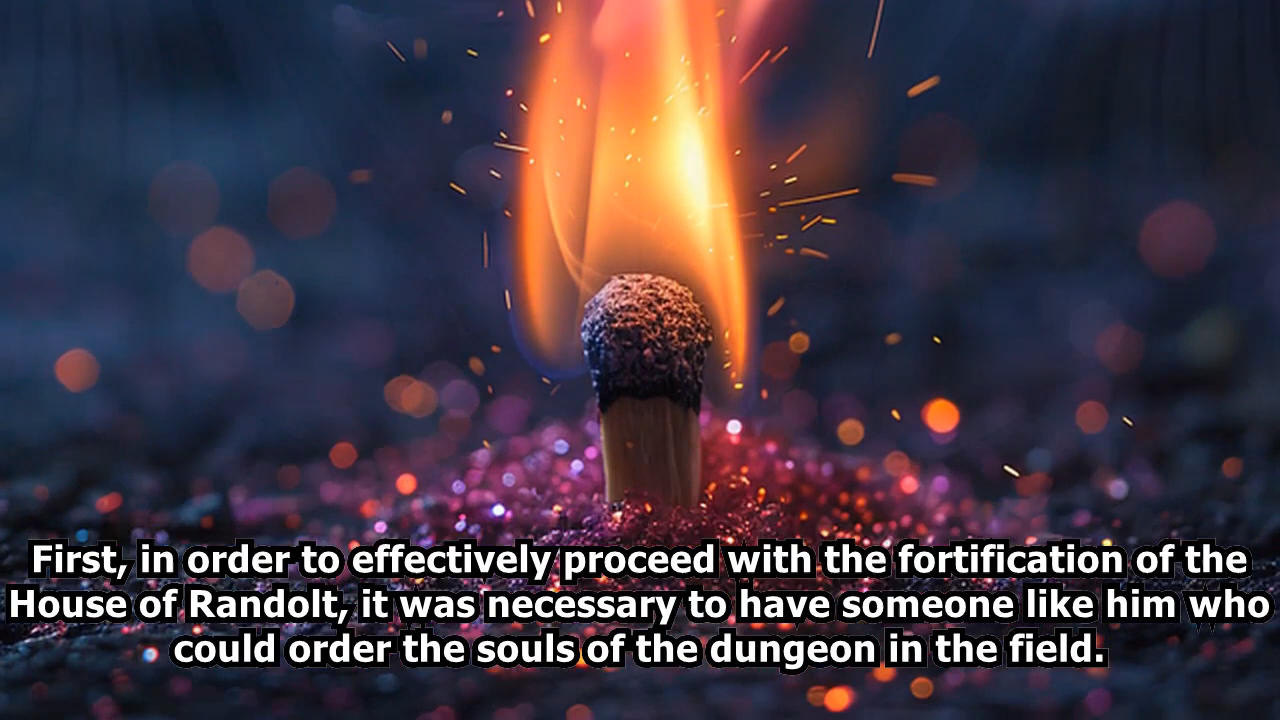 First, in order to effectively proceed with the fortification of the
House of Randolt, it was necessary to have someone like him who
could order the souls of the dungeon in the field.